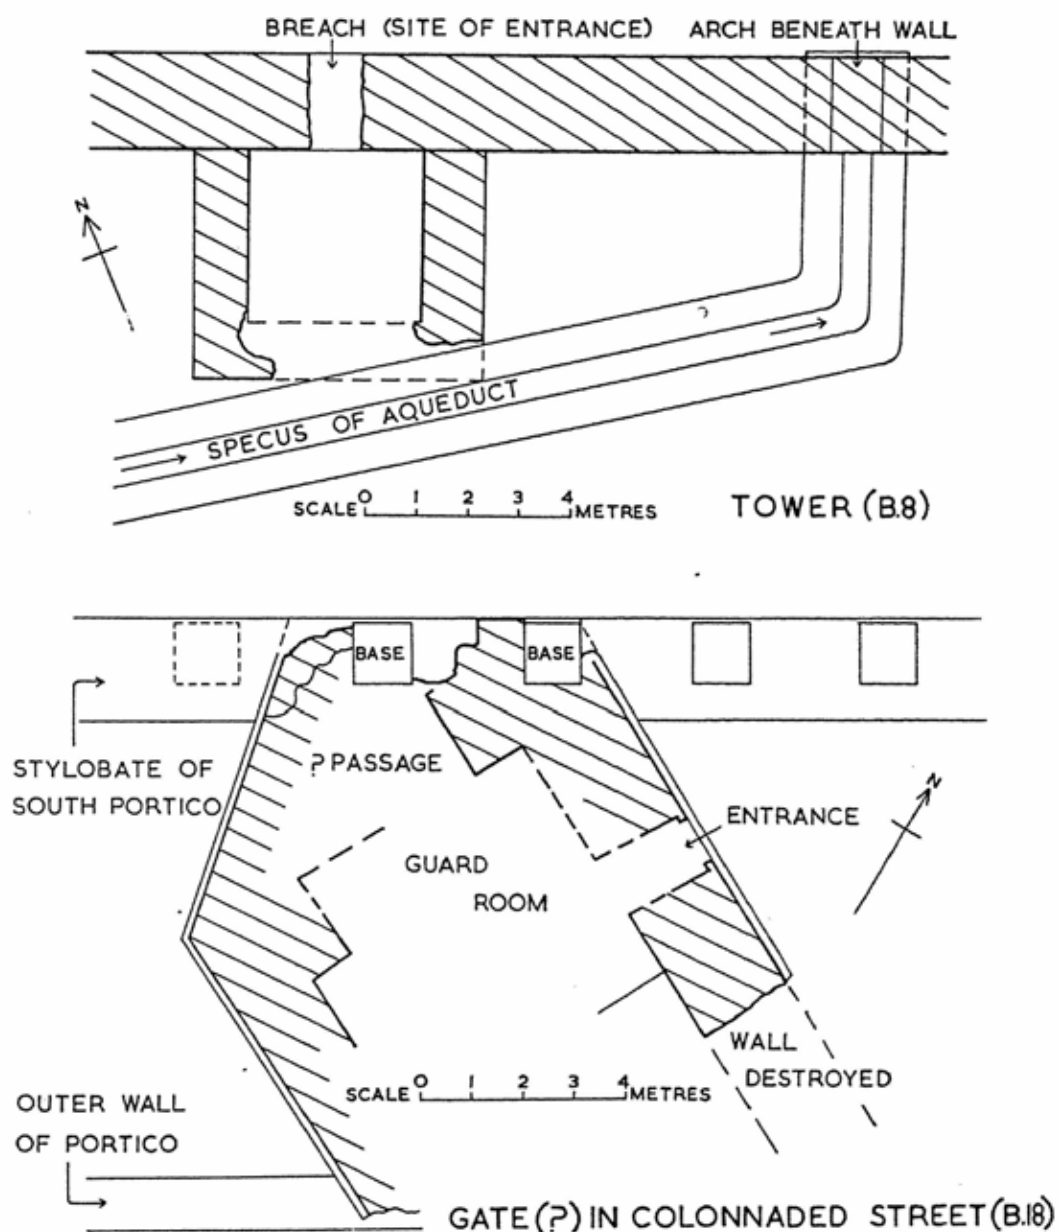 BREACH (SITE OF ENTRANCE)
ARCH BENEATH WALL
N
SPECUS OF AQUEDUCT
SCALE 0 1 2 3 4 METRES
TOWER (B.8)
BASE
BASE
STYLOBATE OF
SOUTH PORTICO
? PASSAGE
N
ENTRANCE
GUARD
ROOM
WALL
DESTROYED
SCALE 0 1 2 3 4 METRES
OUTER WALL
OF PORTICO
GATE (?) IN COLONNADED STREET (B.18)